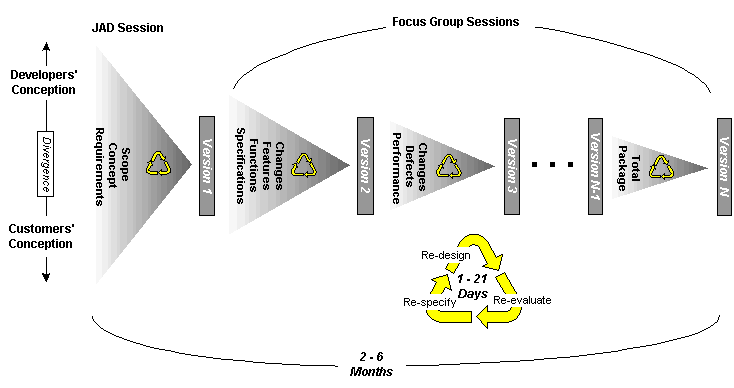 JAD Session
Focus Group Sessions
Developers'
Conception
Divergence
Customers'
Conception
Scope
Concept
Requirements
Version 1
Changes
Features
Functions
Specifications
Version 2
Changes
Defects
Performance
Version 3
Version N-1
Total
Package
Version N
Re-design
1 - 21
Days
Re-specify
Re-evaluate
2 - 6
Months